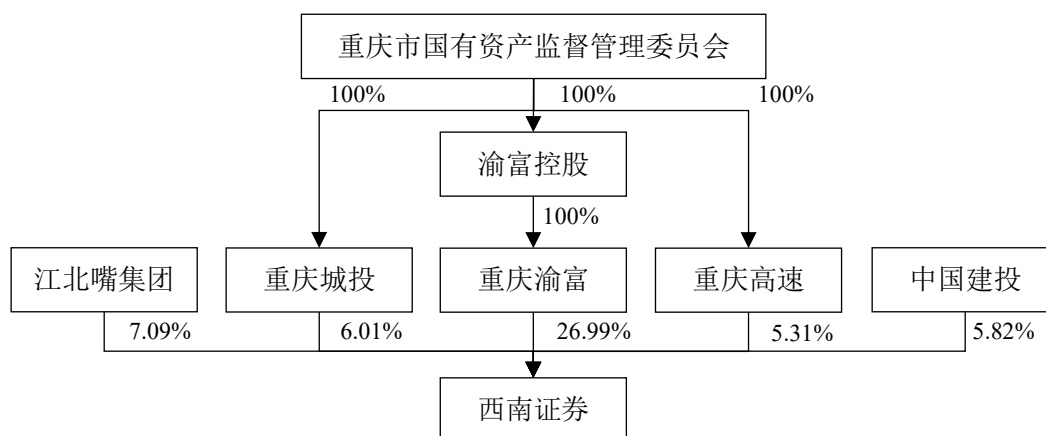 重庆市国有资产监督管理委员会
100% 100% 100%
渝富控股
100%
江北嘴集团 重庆城投 重庆渝富 重庆高速 中国建投
7.09% 6.01% 26.99% 5.31% 5.82%
西南证券